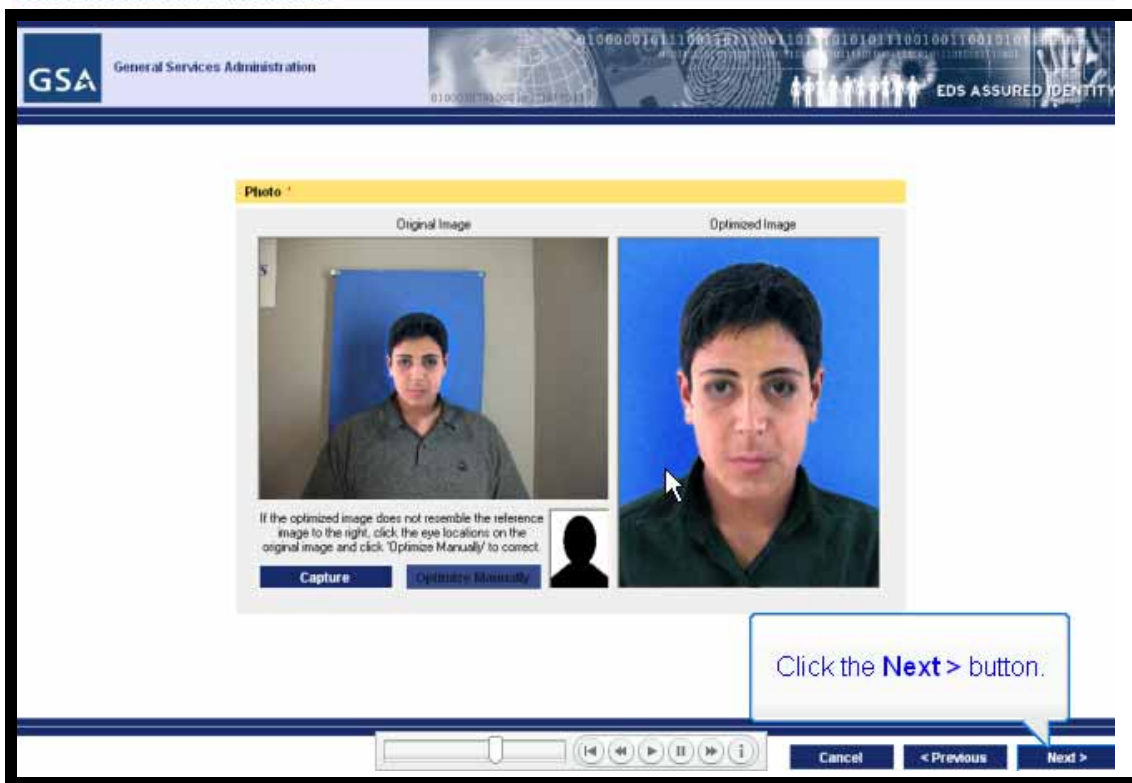 GSA
General Services Administration
EDS ASSURED IDENTITY
Photo *
Original Image
Optimized Image
S
If the optimized image does not resemble the reference
image to the right, click the eye locations on the
original image and click 'Optimize Manually' to correct.
Capture
Optimize Manually
Click the Next > button.
Cancel
< Previous
Next >